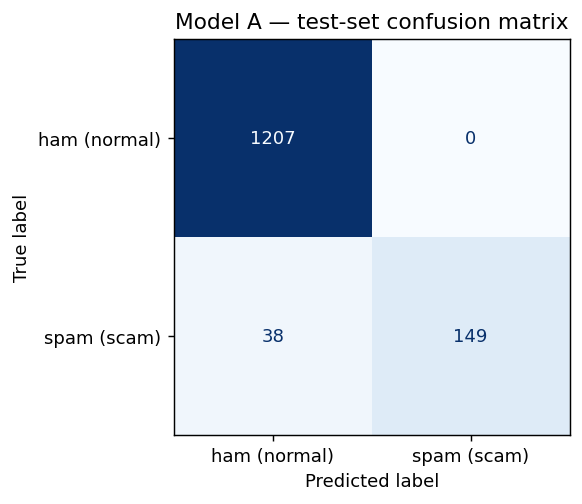 Model A — test-set confusion matrix
True label
ham (normal)
1207
0
spam (scam)
38
149
ham (normal)
spam (scam)
Predicted label